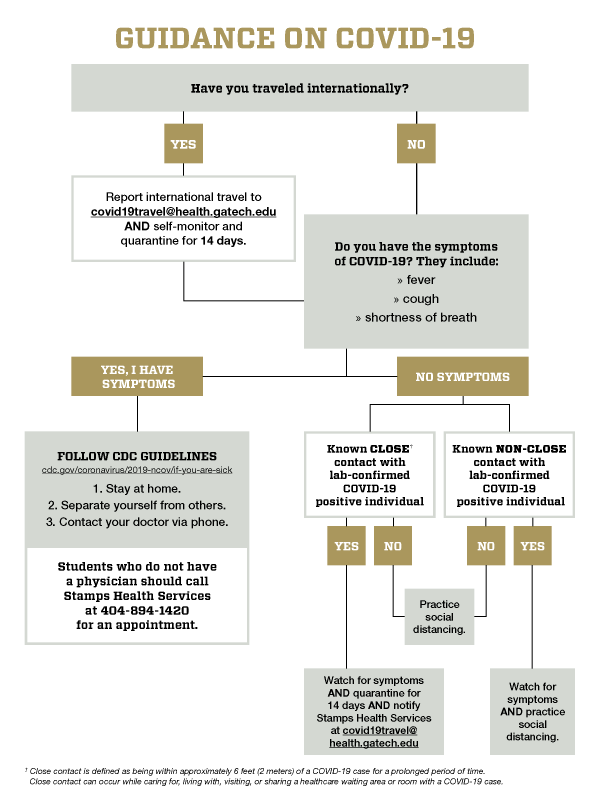 GUIDANCE ON COVID-19
Have you traveled internationally?
YES
NO
Report international travel to
covid19travel@health.gatech.edu
AND self-monitor and
quarantine for 14 days.
Do you have the symptoms
of COVID-19? They include:
» fever
» cough
» shortness of breath
YES, I HAVE
SYMPTOMS
NO SYMPTOMS
FOLLOW CDC GUIDELINES
cdc.gov/coronavirus/2019-ncov/if-you-are-sick
1. Stay at home.
2. Separate yourself from others.
3. Contact your doctor via phone.
Students who do not have
a physician should call
Stamps Health Services
at 404-894-1420
for an appointment.
Known CLOSE†
contact with
lab-confirmed
COVID-19
positive individual
Known NON-CLOSE
contact with
lab-confirmed
COVID-19
positive individual
YES
NO
NO
YES
Practice
social
distancing.
Watch for symptoms
AND quarantine for
14 days AND notify
Stamps Health Services
at covid19travel@
health.gatech.edu
Watch for
symptoms
AND practice
social
distancing.
† Close contact is defined as being within approximately 6 feet (2 meters) of a COVID-19 case for a prolonged period of time.
Close contact can occur while caring for, living with, visiting, or sharing a healthcare waiting area or room with a COVID-19 case.